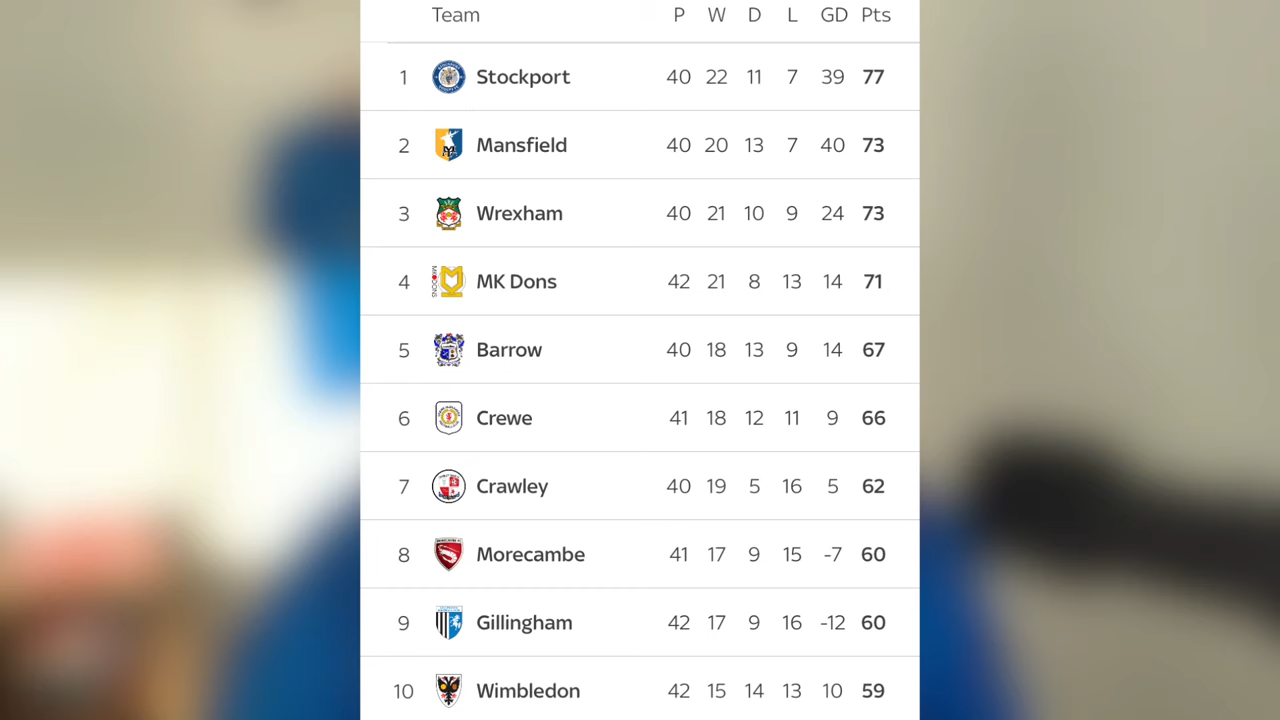 Team P W D L GD Pts
1 Stockport 40 22 11 7 39 77
2 Mansfield 40 20 13 7 40 73
3 Wrexham 40 21 10 9 24 73
4 MK DONS MK Dons 42 21 8 13 14 71
5 Barrow 40 18 13 9 14 67
6 Crewe 41 18 12 11 9 66
7 Crawley 40 19 5 16 5 62
8 Morecambe 41 17 9 15 -7 60
9 Gillingham 42 17 9 16 -12 60
10 Wimbledon 42 15 14 13 10 59